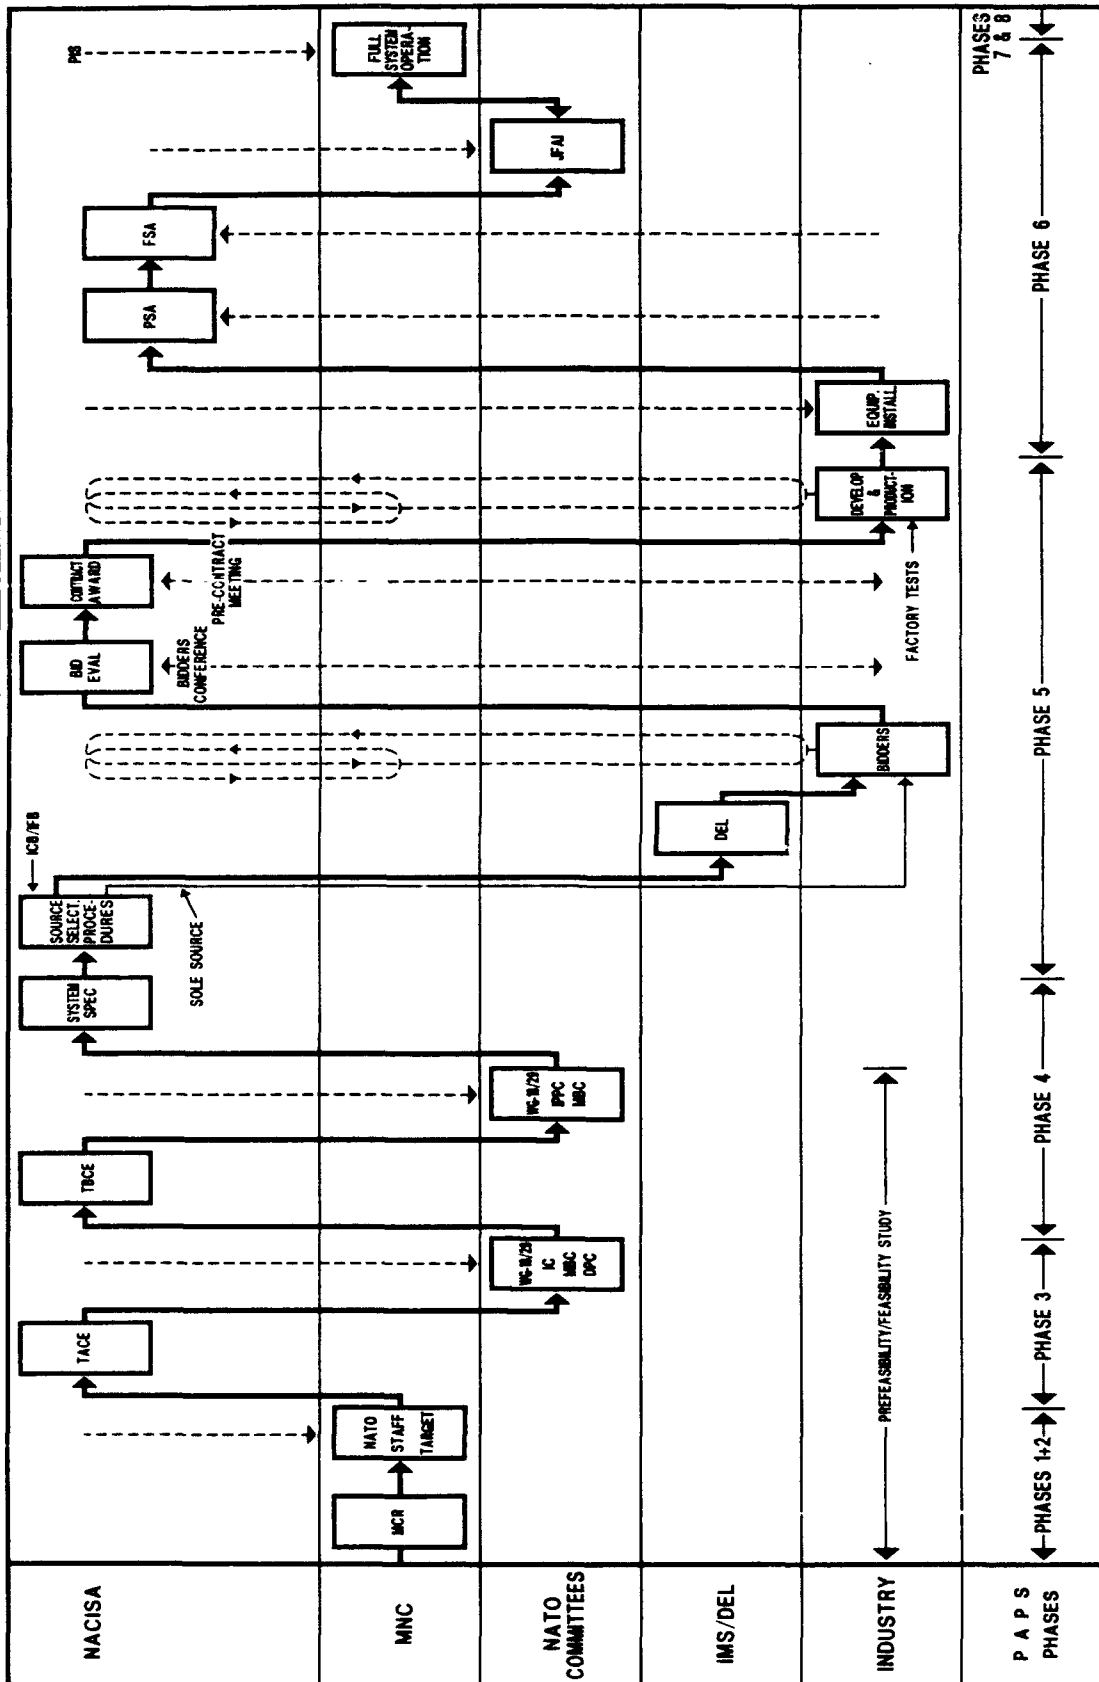 NACISA
MNC
NATO
COMMITTEES
IMS/DEL
INDUSTRY
P A P S
PHASES
MCR
NATO
STAFF
TARGET
TACE
WG-18/29
IC
MBC
DPC
TBCE
WG-18/29
IPPC
MBC
SYSTEM
SPEC
SOURCE
SELECT.
PROCE-
DURES
ICB/IFB
SOLE SOURCE
DEL
BIDDERS
BID
EVAL
BIDDERS
CONFERENCE
CONTRACT
AWARD
PRE-CONTRACT
MEETING
DEVELOP
&
PRODUCT-
ION
FACTORY TESTS
EQUIP.
INSTALL
PSA
FSA
JFAI
FULL
SYSTEM
OPERA-
TION
PREFEASIBILITY/FEASIBILITY STUDY
PHASES 1+2
PHASE 3
PHASE 4
PHASE 5
PHASE 6
PHASES
7 & 8